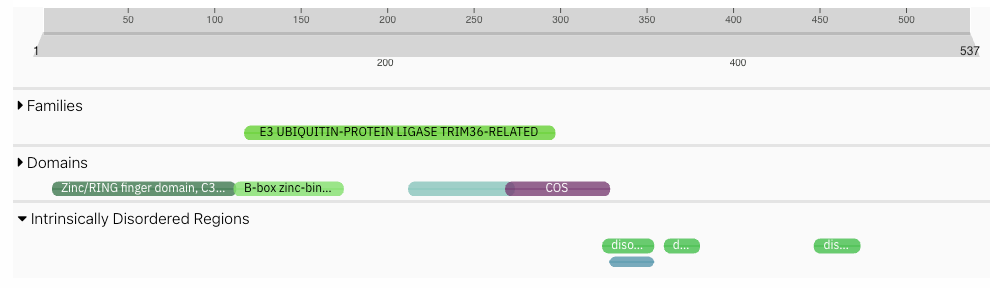 50 100 150 200 250 300 350 400 450 500
1 537
200 400
Families
E3 UBIQUITIN-PROTEIN LIGASE TRIM36-RELATED
Domains
Zinc/RING finger domain, C3... B-box zinc-bin... COS
Intrinsically Disordered Regions
diso... d... dis...